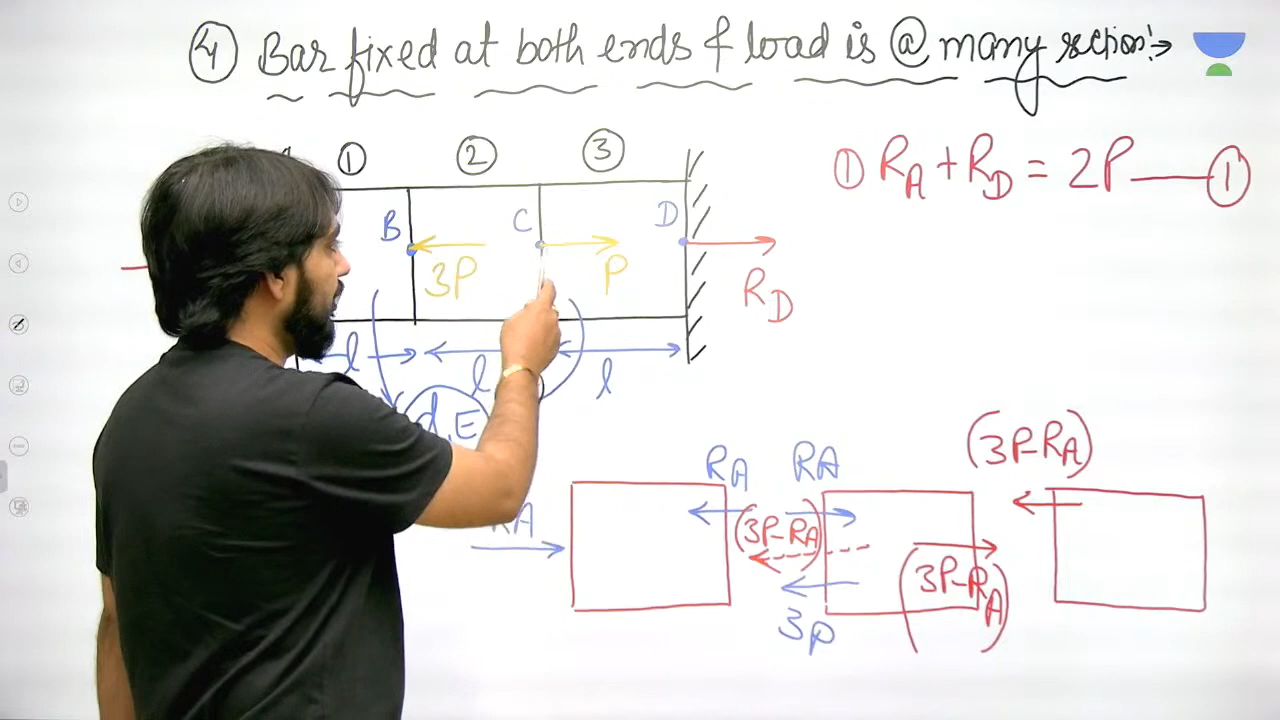 ④ Bar fixed at both ends & load is @ many section:→
① ② ③
① R_A + R_D = 2P — ①
B C D
3P P
R_D
l l l
d, E
(3P-R_A)
R_A R_A
RA (3P-R_A)
(3P-R_A)
3P